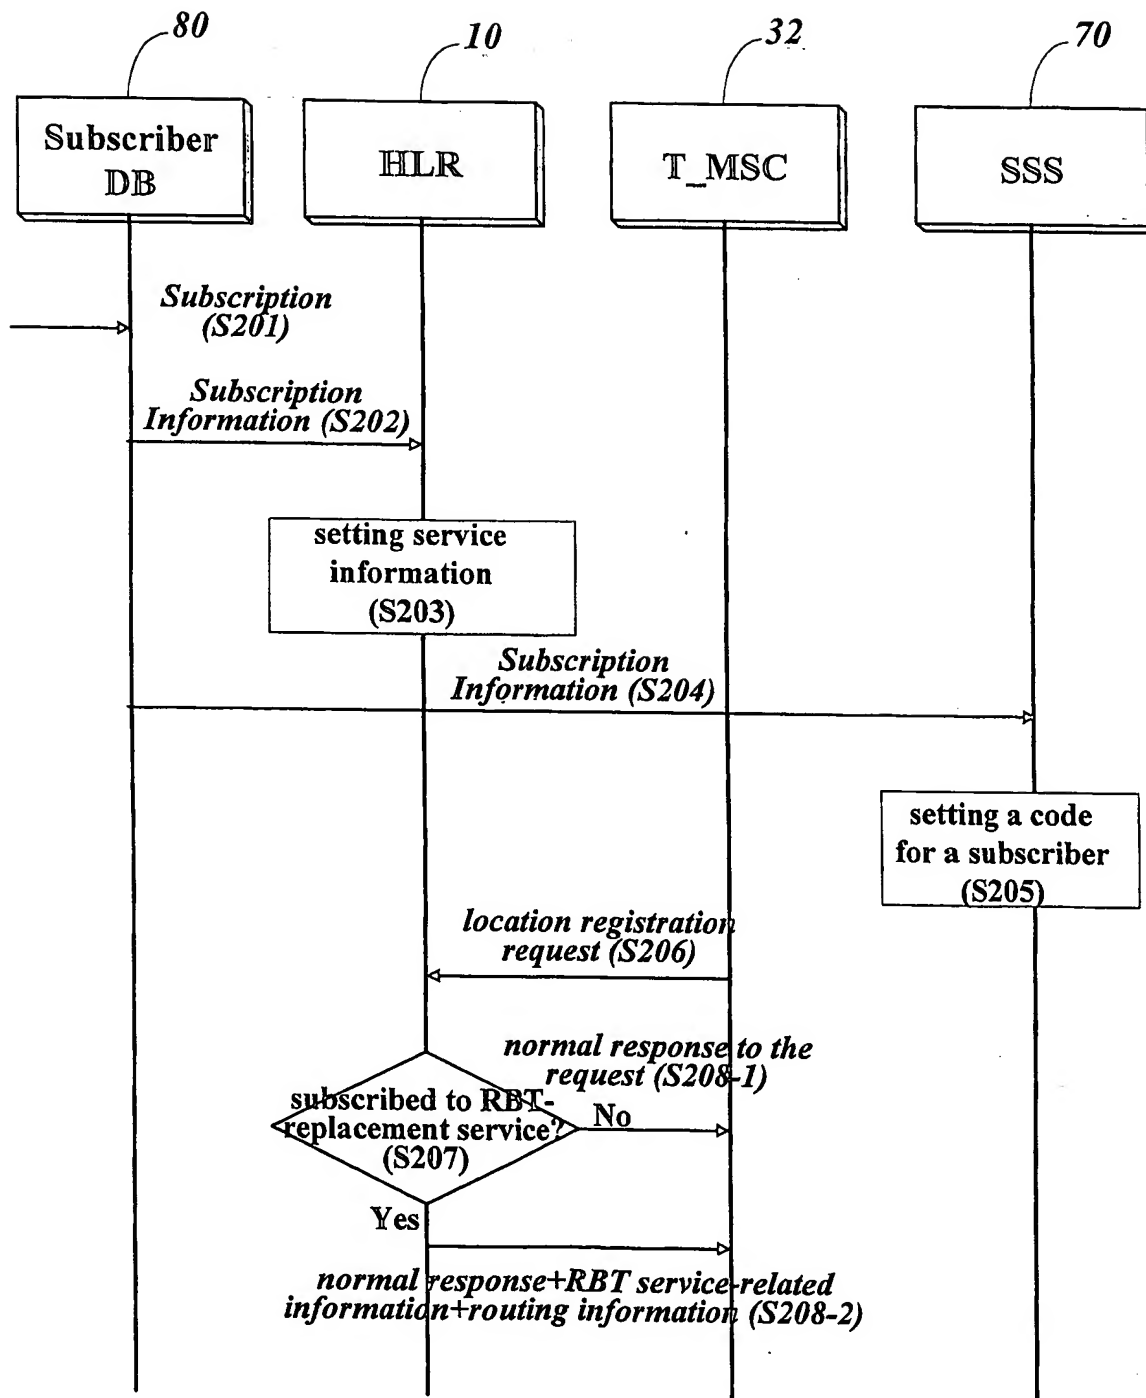 80
10
32
70
Subscriber
DB
HLR
T_MSC
SSS
Subscription
(S201)
Subscription
Information (S202)
setting service
information
(S203)
Subscription
Information (S204)
setting a code
for a subscriber
(S205)
location registration
request (S206)
normal response to the
request (S208-1)
subscribed to RBT-
replacement service?
(S207)
No
Yes
normal response+RBT service-related
information+routing information (S208-2)